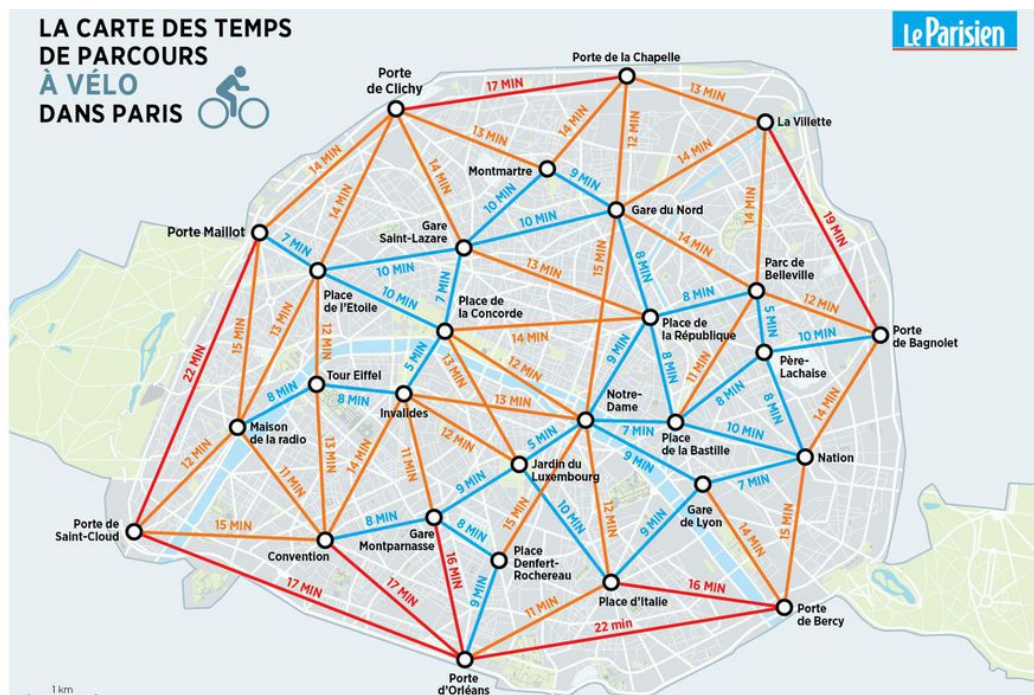 LA CARTE DES TEMPS
DE PARCOURS
À VÉLO
DANS PARIS
Le Parisien
Porte de la Chapelle
Porte
de Clichy
17 MIN
13 MIN
La Villette
14 MIN
13 MIN
14 MIN
12 MIN
14 MIN
14 MIN
14 MIN
Montmartre
9 MIN
10 MIN
14 MIN
19 MIN
Porte Maillot
Gare
Saint-Lazare
10 MIN
Gare du Nord
7 MIN
10 MIN
13 MIN
15 MIN
8 MIN
14 MIN
Parc de
Belleville
Place
de l'Etoile
10 MIN
7 MIN
Place de
la Concorde
8 MIN
12 MIN
22 MIN
15 MIN
13 MIN
12 MIN
14 MIN
Place de
la République
5 MIN
10 MIN
Porte
de Bagnolet
5 MIN
13 MIN
12 MIN
9 MIN
8 MIN
11 MIN
Père-
Lachaise
Tour Eiffel
8 MIN
8 MIN
Invalides
13 MIN
Notre-
Dame
8 MIN
8 MIN
14 MIN
Maison
de la radio
7 MIN
Place
de la Bastille
10 MIN
12 MIN
11 MIN
13 MIN
14 MIN
11 MIN
12 MIN
5 MIN
Jardin du
Luxembourg
9 MIN
Nation
9 MIN
7 MIN
Gare
de Lyon
Porte de
Saint-Cloud
15 MIN
Convention
8 MIN
Gare
Montparnasse
8 MIN
15 MIN
10 MIN
12 MIN
9 MIN
14 MIN
15 MIN
Place
Denfert-
Rochereau
17 MIN
17 MIN
16 MIN
9 MIN
11 MIN
Place d'Italie
16 MIN
22 min
Porte
de Bercy
Porte
d'Orléans
1 km